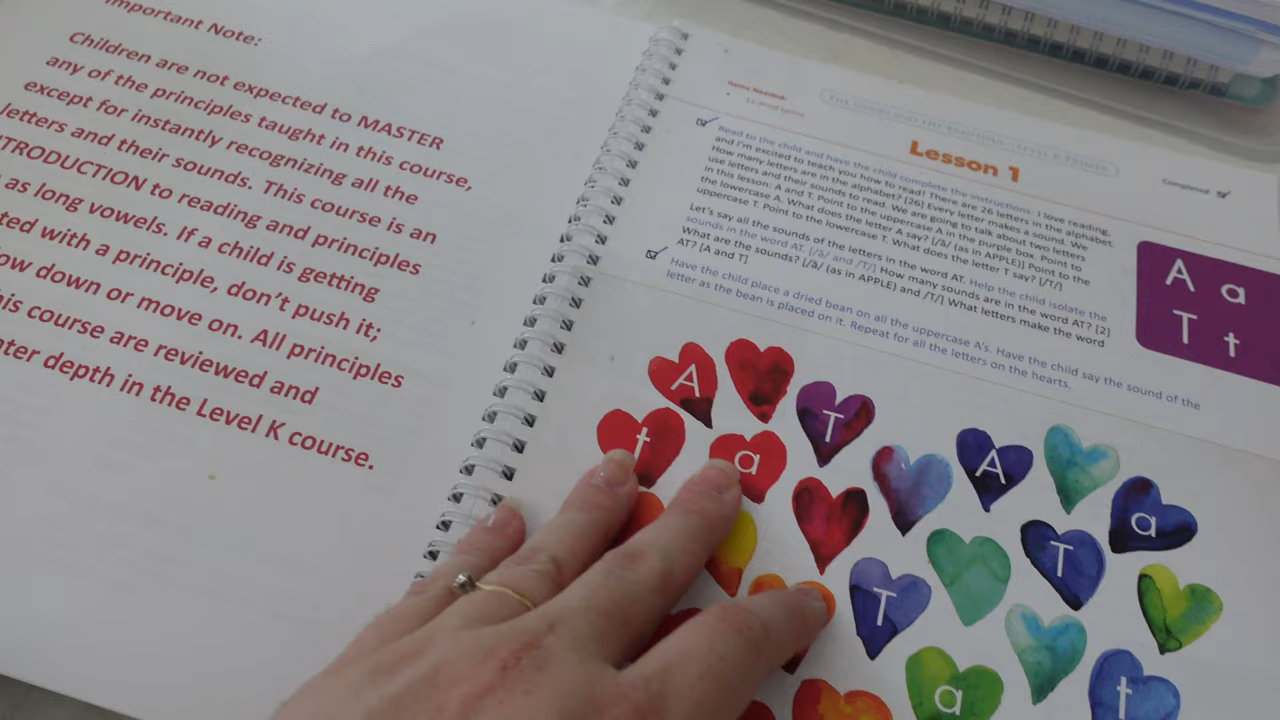 Important Note:
Children are not expected to MASTER
any of the principles taught in this course,
except for instantly recognizing all the
letters and their sounds. This course is an
INTRODUCTION to reading and principles
as long vowels. If a child is getting
with a principle, don't push it;
down or move on. All principles
this course are reviewed and
depth in the Level K course.
Items Needed:
Lesson 1
Completed
Read to the child and have the child complete the instructions: I love reading,
and I'm excited to teach you how to read! There are 26 letters in the alphabet.
How many letters are in the alphabet? [26] Every letter makes a sound. We
use letters and their sounds to read. We are going to talk about two letters
in this lesson: A and T. Point to the uppercase A in the purple box. Point to
the lowercase A. What does the letter A say? [/ă/ (as in APPLE)] Point to the
uppercase T. Point to the lowercase T. What does the letter T say? [/T/]
Let's say all the sounds of the letters in the word AT. Help the child isolate the
sounds in the word AT. [/ă/ and /T/] How many sounds are in the word AT? [2]
What are the sounds? [/ă/ (as in APPLE) and /T/] What letters make the word
AT? [A and T]
Have the child place a dried bean on all the uppercase A's. Have the child say the sound of the
letter as the bean is placed on it. Repeat for all the letters on the hearts.
A a
T t
A
T
A
t
a
a
T
T
a
t